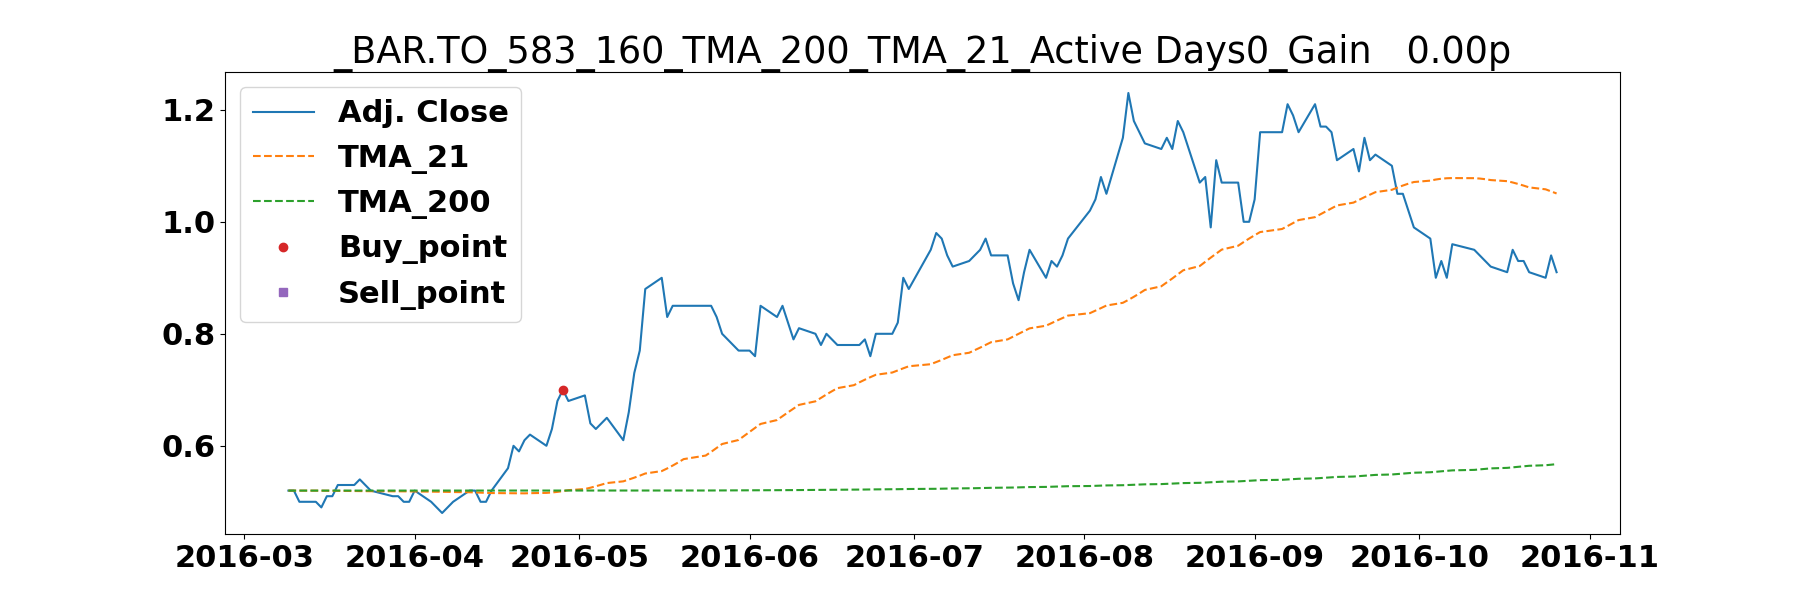 _BAR.TO_583_160_TMA_200_TMA_21_Active Days0_Gain   0.00p
Adj. Close
TMA_21
TMA_200
Buy_point
Sell_point
1.2
1.0
0.8
0.6
2016-03 2016-04 2016-05 2016-06 2016-07 2016-08 2016-09 2016-10 2016-11